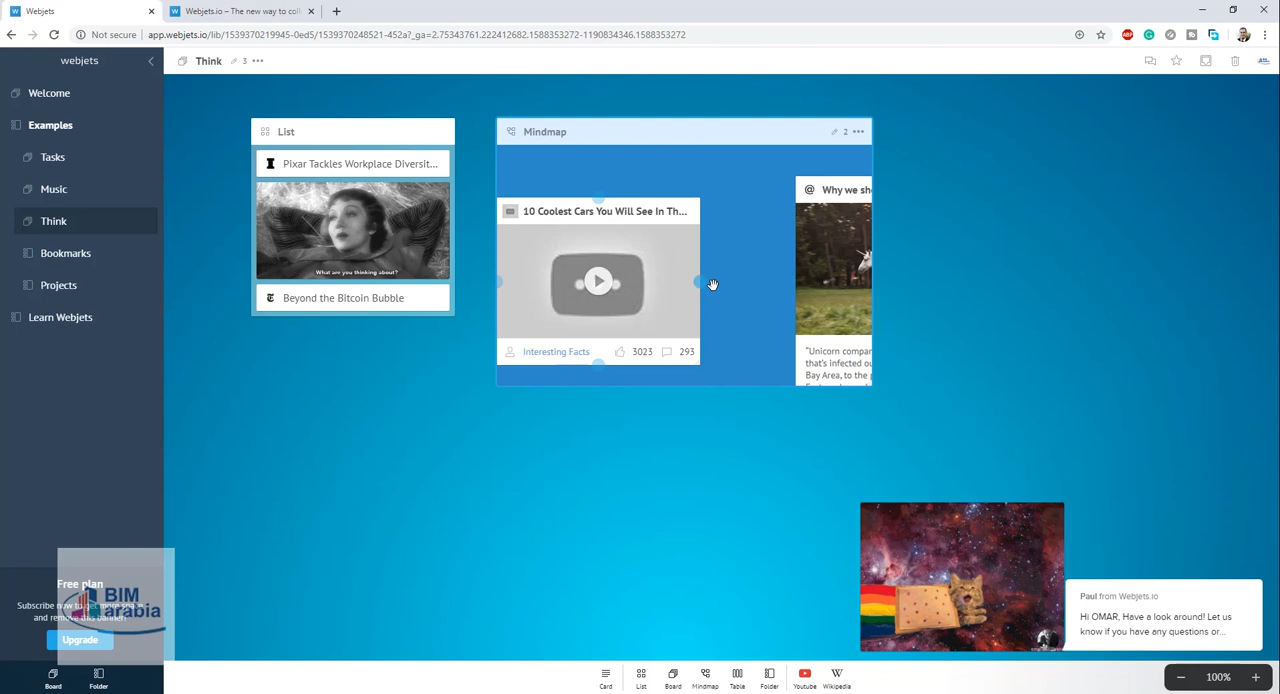 Webjets
Webjets.io – The new way to coll
Not secure
app.webjets.io/lib/1539370219945-0ed5/1539370248521-452a?_ga=2.75343761.222412682.1588353272-1190834346.1588353272
ABP
webjets
Think
3
Welcome
Examples
Tasks
Music
Think
Bookmarks
Projects
Learn Webjets
List
Pixar Tackles Workplace Diversit...
What are you thinking about?
Beyond the Bitcoin Bubble
Mindmap
2
10 Coolest Cars You Will See In Th...
Interesting Facts
3023
293
@ Why we sho
"Unicorn compan
that's infected ou
Bay Area, to the p
Free plan
Subscribe now to get more
and remove this banner!
Upgrade
BIM
arabia
Paul from Webjets.io
Hi OMAR, Have a look around! Let us
know if you have any questions or...
Board
Folder
Card
List
Board
Mindmap
Table
Folder
Youtube
Wikipedia
W
− 100% +